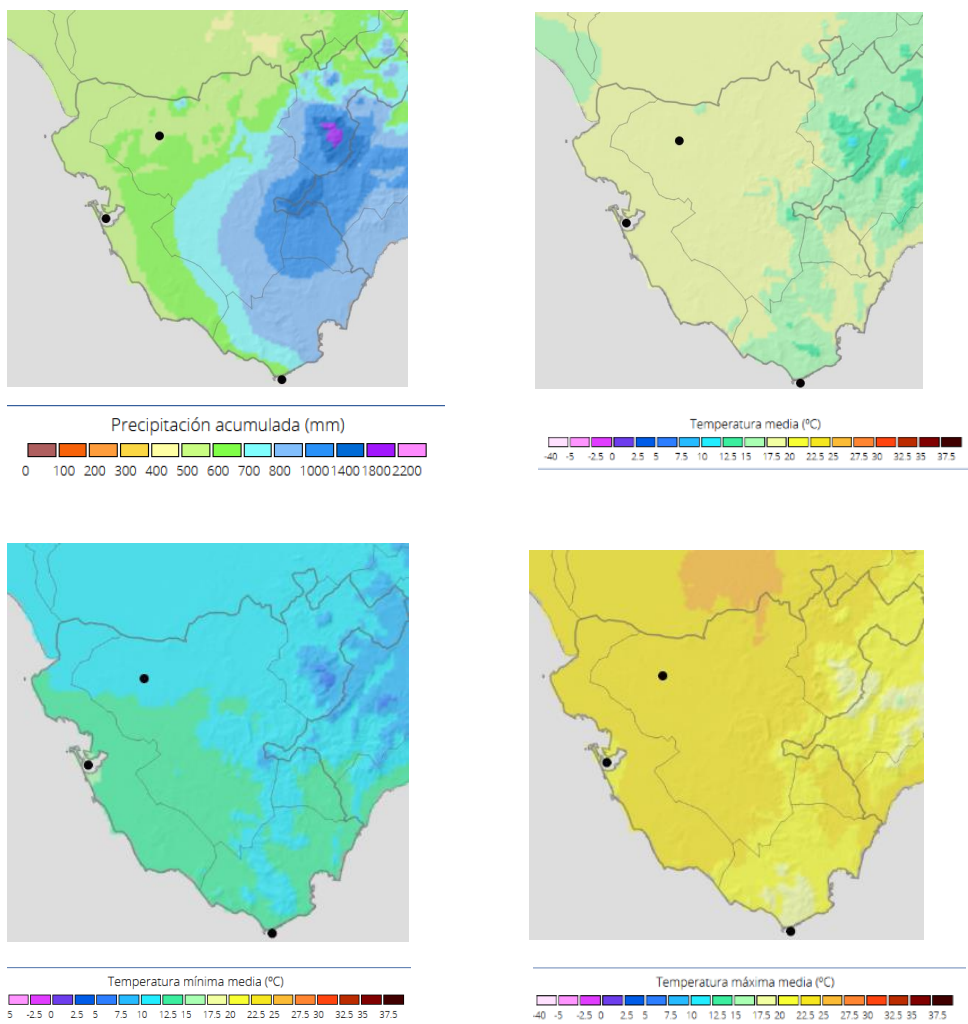 Precipitación acumulada (mm)
0 100 200 300 400 500 600 700 800 1000 1400 1800 2200
Temperatura media (ºC)
-40 -5 -2.5 0 2.5 5 7.5 10 12.5 15 17.5 20 22.5 25 27.5 30 32.5 35 37.5
Temperatura mínima media (ºC)
5 -2.5 0 2.5 5 7.5 10 12.5 15 17.5 20 22.5 25 27.5 30 32.5 35 37.5
Temperatura máxima media (ºC)
-40 -5 -2.5 0 2.5 5 7.5 10 12.5 15 17.5 20 22.5 25 27.5 30 32.5 35 37.5